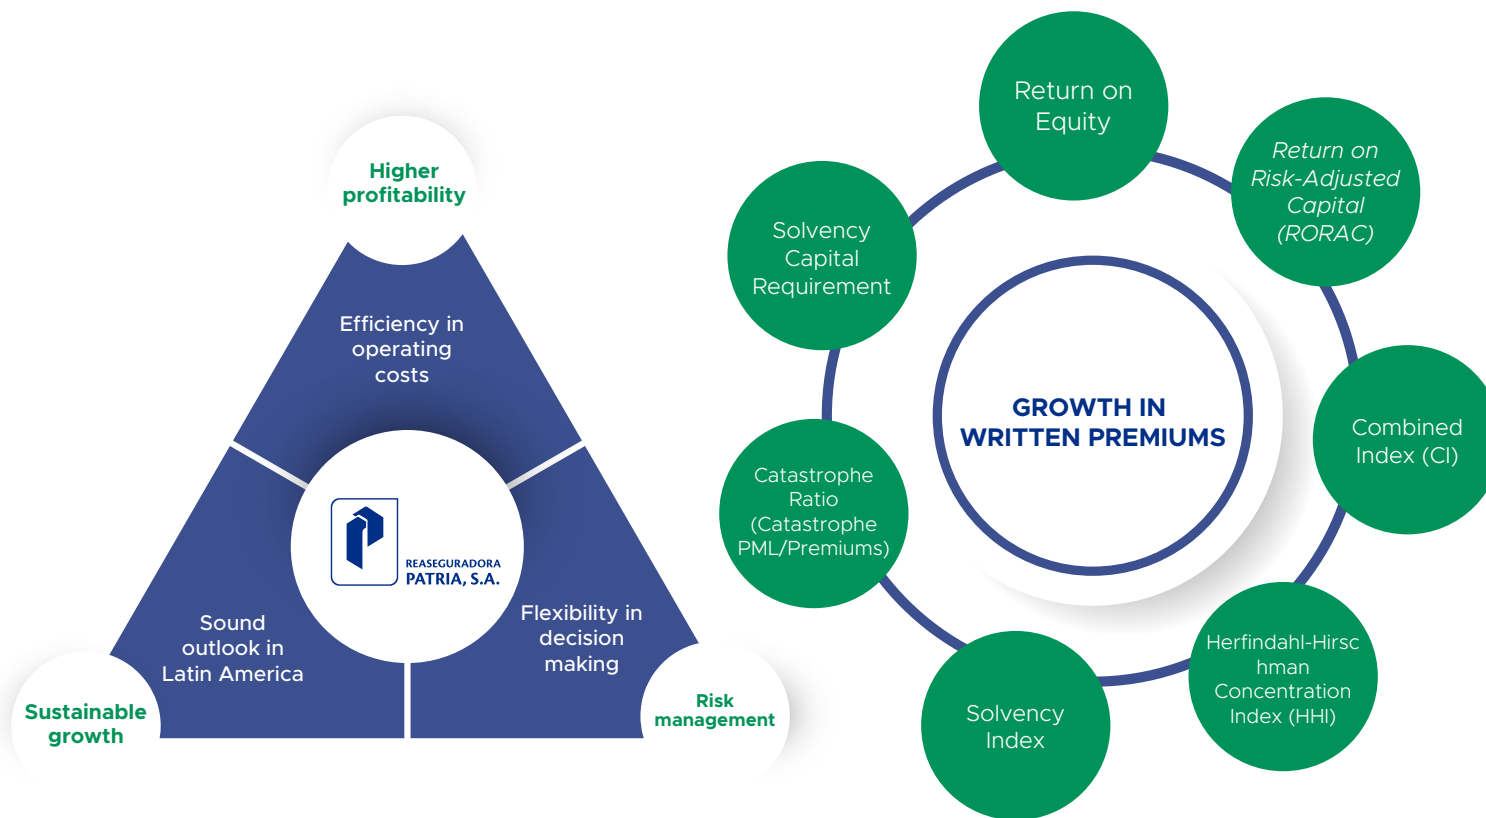 Higher
profitability
Efficiency in
operating
costs
REASEGURADORA
PATRIA, S.A.
Sound
outlook in
Latin America
Flexibility in
decision
making
Sustainable
growth
Risk
management
Return on
Equity
Return on
Risk-Adjusted
Capital
(RORAC)
Solvency
Capital
Requirement
GROWTH IN
WRITTEN PREMIUMS
Combined
Index (CI)
Catastrophe
Ratio
(Catastrophe
PML/Premiums)
Herfindahl-Hirsc
hman
Concentration
Index (HHI)
Solvency
Index